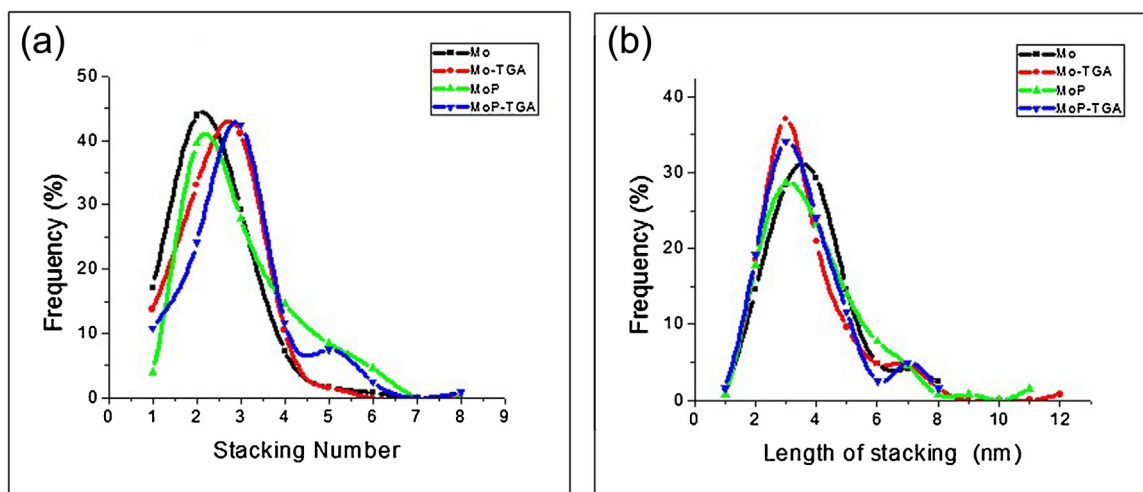 (a)
Mo
Mo-TGA
MoP
MoP-TGA
50
40
30
20
10
0
Frequency (%)
0 1 2 3 4 5 6 7 8 9
Stacking Number
(b)
Mo
Mo-TGA
MoP
MoP-TGA
40
30
20
10
0
Frequency (%)
0 2 4 6 8 10 12
Length of stacking (nm)